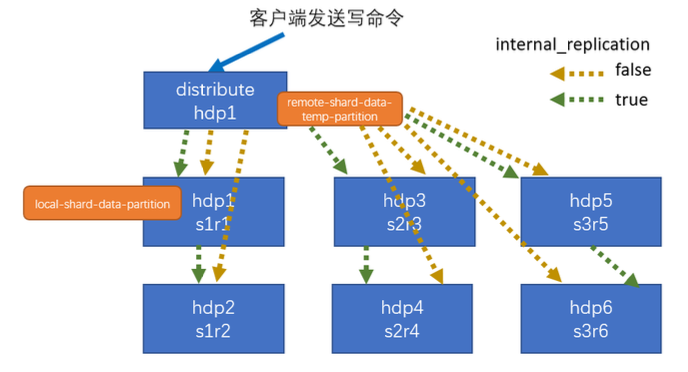 客户端发送写命令
internal_replication
false
true
distribute
hdp1
remote-shard-data-
temp-partition
local-shard-data-partition
hdp1
s1r1
hdp3
s2r3
hdp5
s3r5
hdp2
s1r2
hdp4
s2r4
hdp6
s3r6